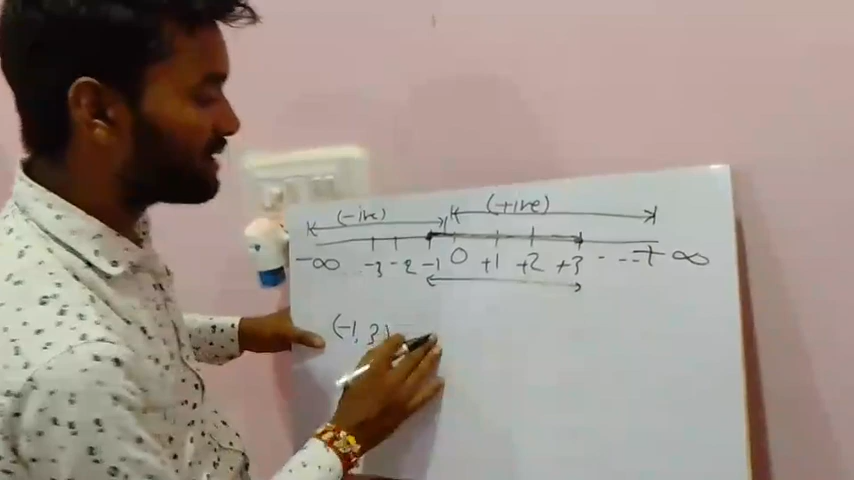 (-ive) (+ive)
-∞ -3 -2 -1 0 +1 +2 +3 - - - - + ∞
(-1, 3)